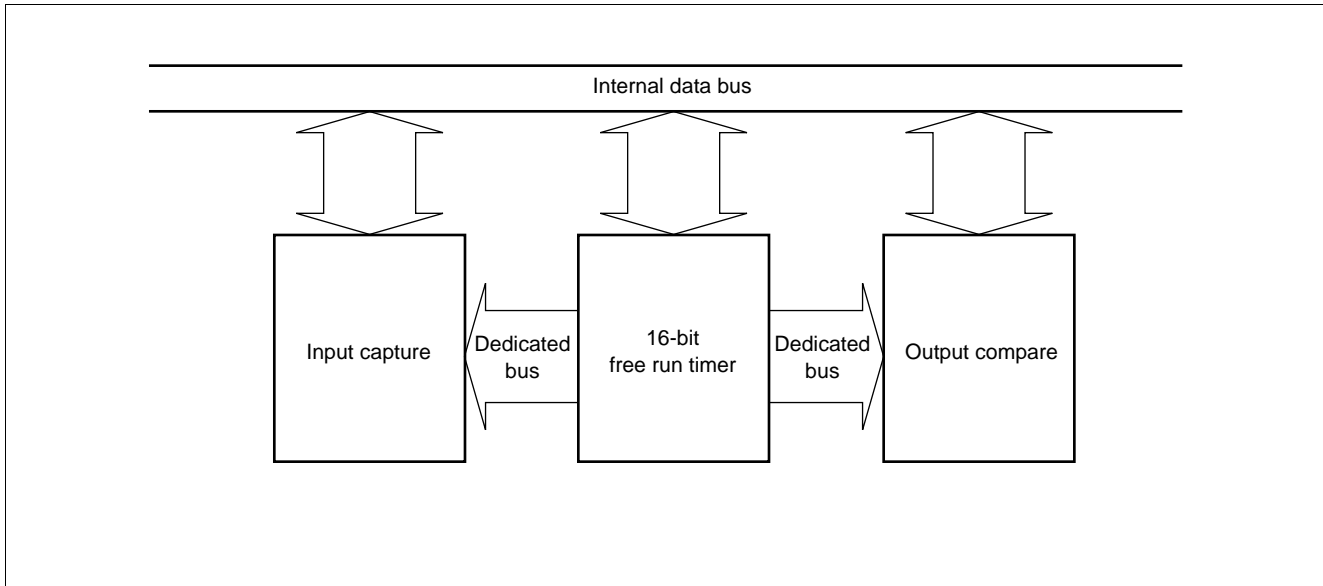 Internal data bus
Input capture
Dedicated
bus
16-bit
free run timer
Dedicated
bus
Output compare